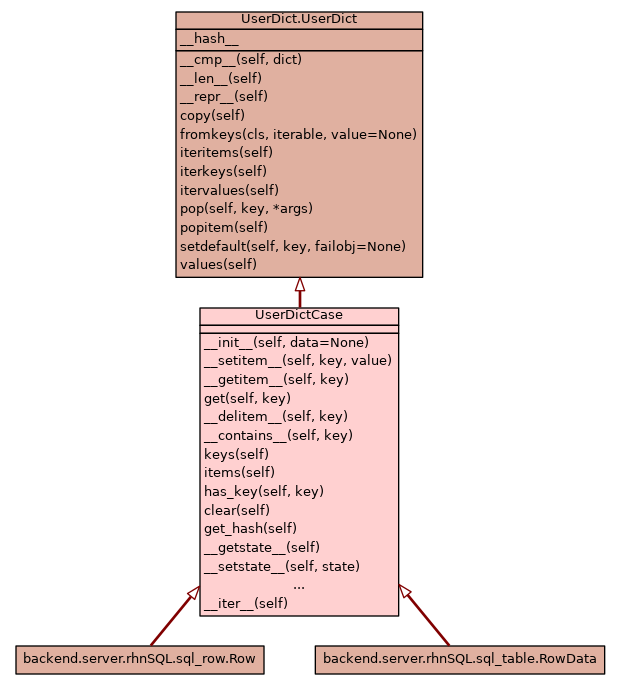 UserDict.UserDict
__hash__
__cmp__(self, dict)
__len__(self)
__repr__(self)
copy(self)
fromkeys(cls, iterable, value=None)
iteritems(self)
iterkeys(self)
itervalues(self)
pop(self, key, *args)
popitem(self)
setdefault(self, key, failobj=None)
values(self)
UserDictCase
__init__(self, data=None)
__setitem__(self, key, value)
__getitem__(self, key)
get(self, key)
__delitem__(self, key)
__contains__(self, key)
keys(self)
items(self)
has_key(self, key)
clear(self)
get_hash(self)
__getstate__(self)
__setstate__(self, state)
...
__iter__(self)
backend.server.rhnSQL.sql_row.Row
backend.server.rhnSQL.sql_table.RowData